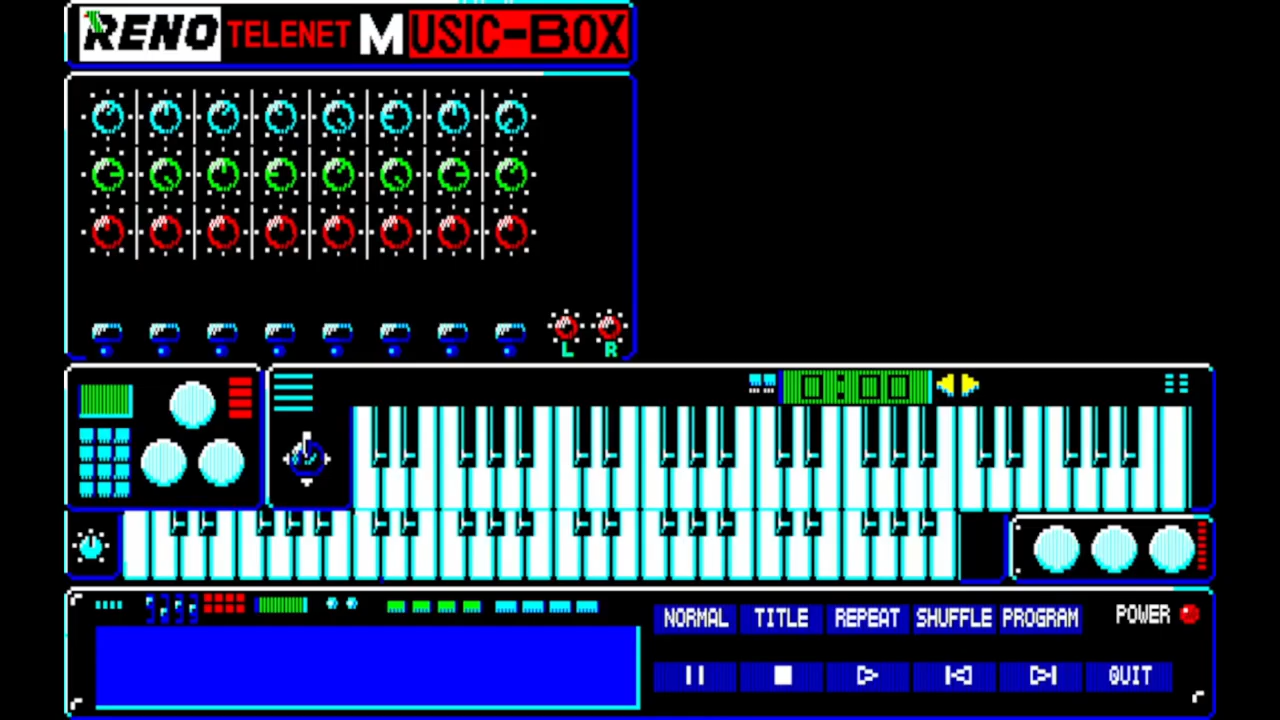 RENO TELENET MUSIC-BOX
L R
0:00
NORMAL TITLE REPEAT SHUFFLE PROGRAM POWER
QUIT